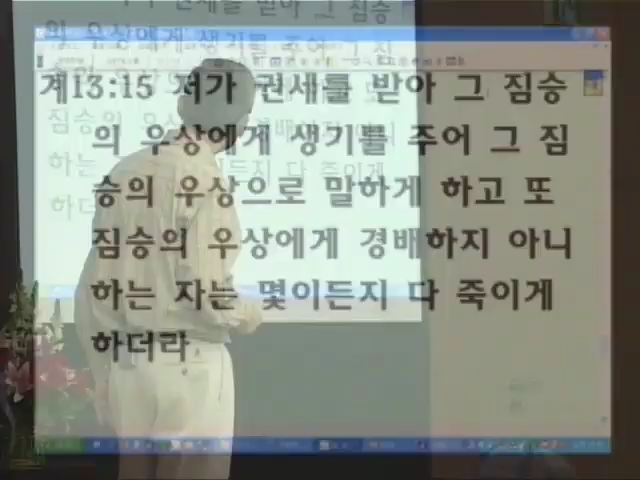 계13:15 저가 권세를 받아 그 짐승
의 우상에게 생기를 주어 그 짐
승의 우상으로 말하게 하고 또
짐승의 우상에게 경배하지 아니
하는 자는 몇이든지 다 죽이게
하더라